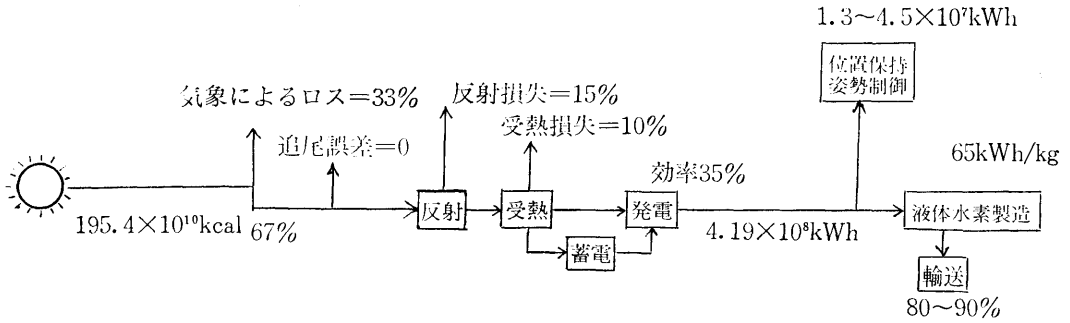 1.3～4.5×10⁷kWh
位置保持
姿勢制御
気象によるロス=33%
反射損失=15%
受熱損失=10%
追尾誤差=0
効率35%
65kWh/kg
反射
受熱
発電
液体水素製造
195.4×10¹⁰kcal
67%
蓄電
4.19×10⁸kWh
輸送
80～90%